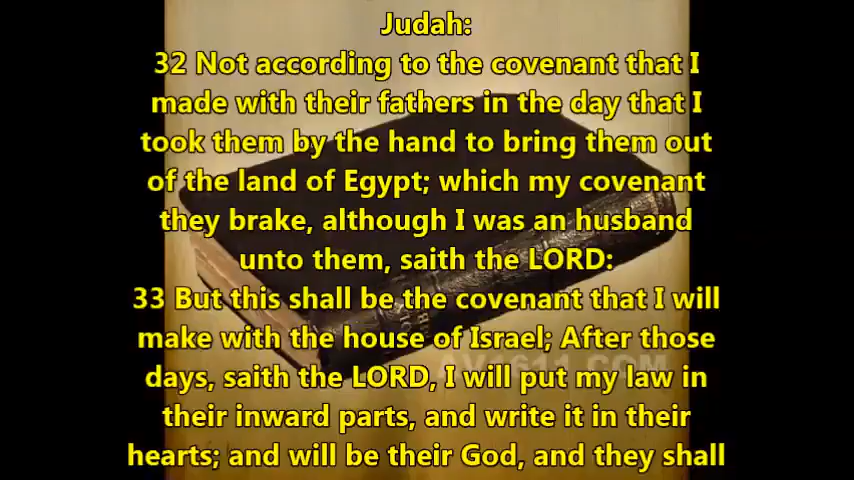 Judah:
32 Not according to the covenant that I
made with their fathers in the day that I
took them by the hand to bring them out
of the land of Egypt; which my covenant
they brake, although I was an husband
unto them, saith the LORD:
33 But this shall be the covenant that I will
make with the house of Israel; After those
days, saith the LORD, I will put my law in
their inward parts, and write it in their
hearts; and will be their God, and they shall
AV1611.COM